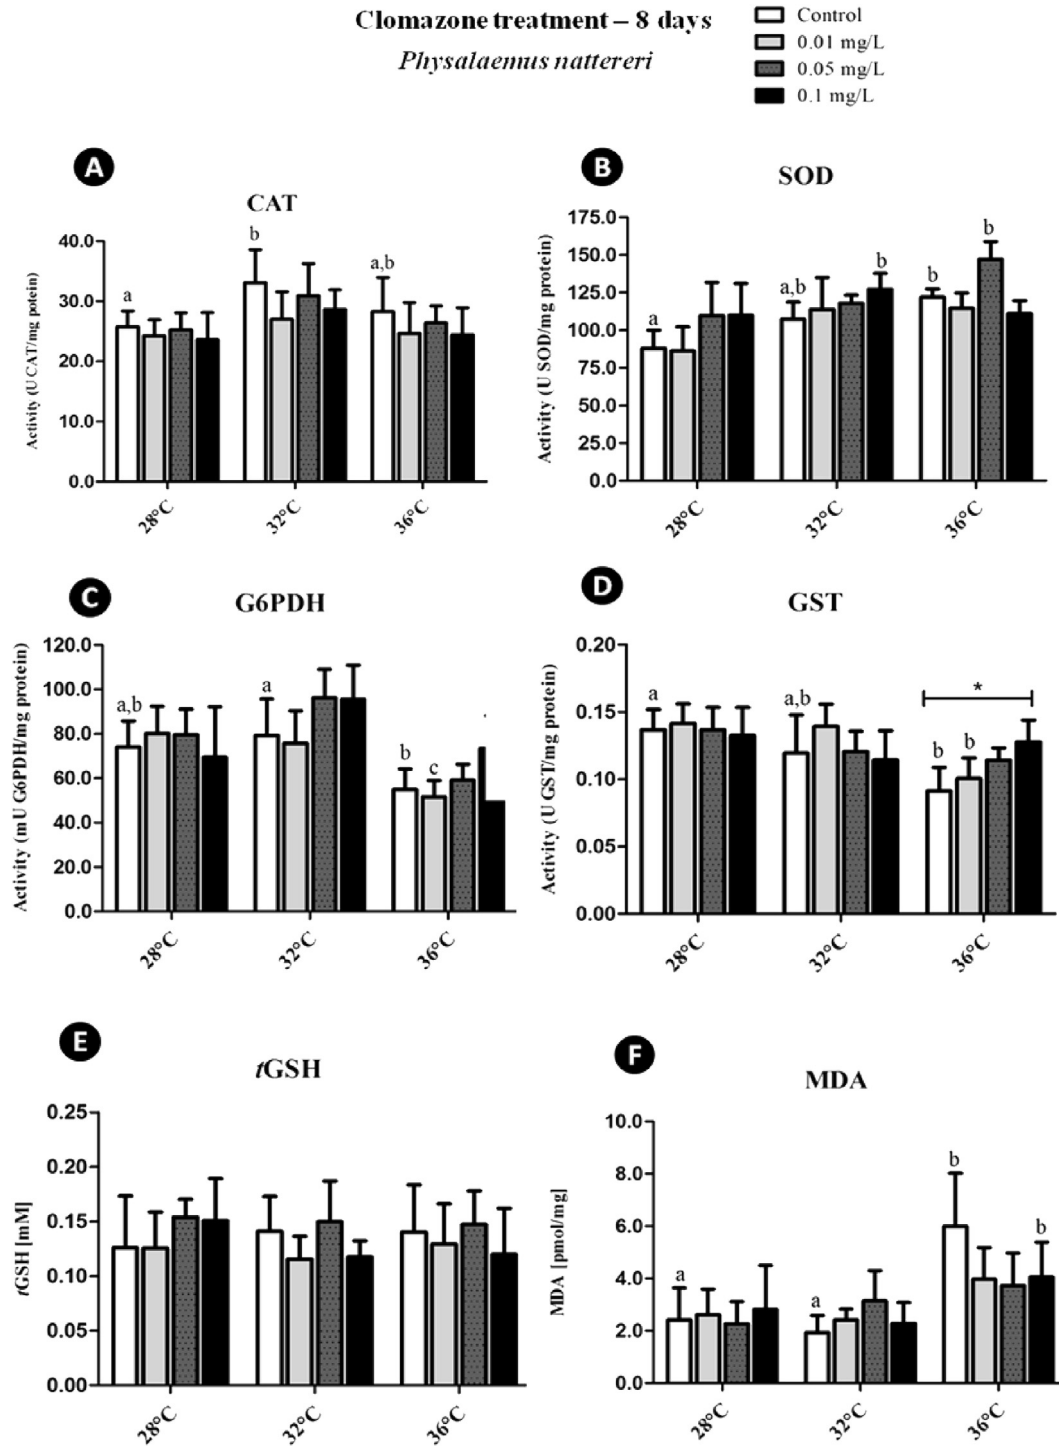 Clomazone treatment – 8 days
Physalaemus nattereri
Control
0.01 mg/L
0.05 mg/L
0.1 mg/L
A
CAT
Activity (U CAT/mg potein)
40.0
30.0
20.0
10.0
0.0
a
b
a,b
28°C
32°C
36°C
B
SOD
Activity (U SOD/mg protein)
175.0
150.0
125.0
100.0
75.0
50.0
25.0
0.0
a
a,b
b
b
b
28°C
32°C
36°C
C
G6PDH
Activity (mU G6PDH/mg protein)
120.0
100.0
80.0
60.0
40.0
20.0
0.0
a,b
a
b
c
28°C
32°C
36°C
D
GST
Activity (U GST/mg protein)
0.20
0.15
0.10
0.05
0.00
a
a,b
*
b
b
28°C
32°C
36°C
E
tGSH
tGSH [mM]
0.25
0.20
0.15
0.10
0.05
0.00
28°C
32°C
36°C
F
MDA
MDA [pmol/mg]
10.0
8.0
6.0
4.0
2.0
0.0
a
a
b
b
28°C
32°C
36°C